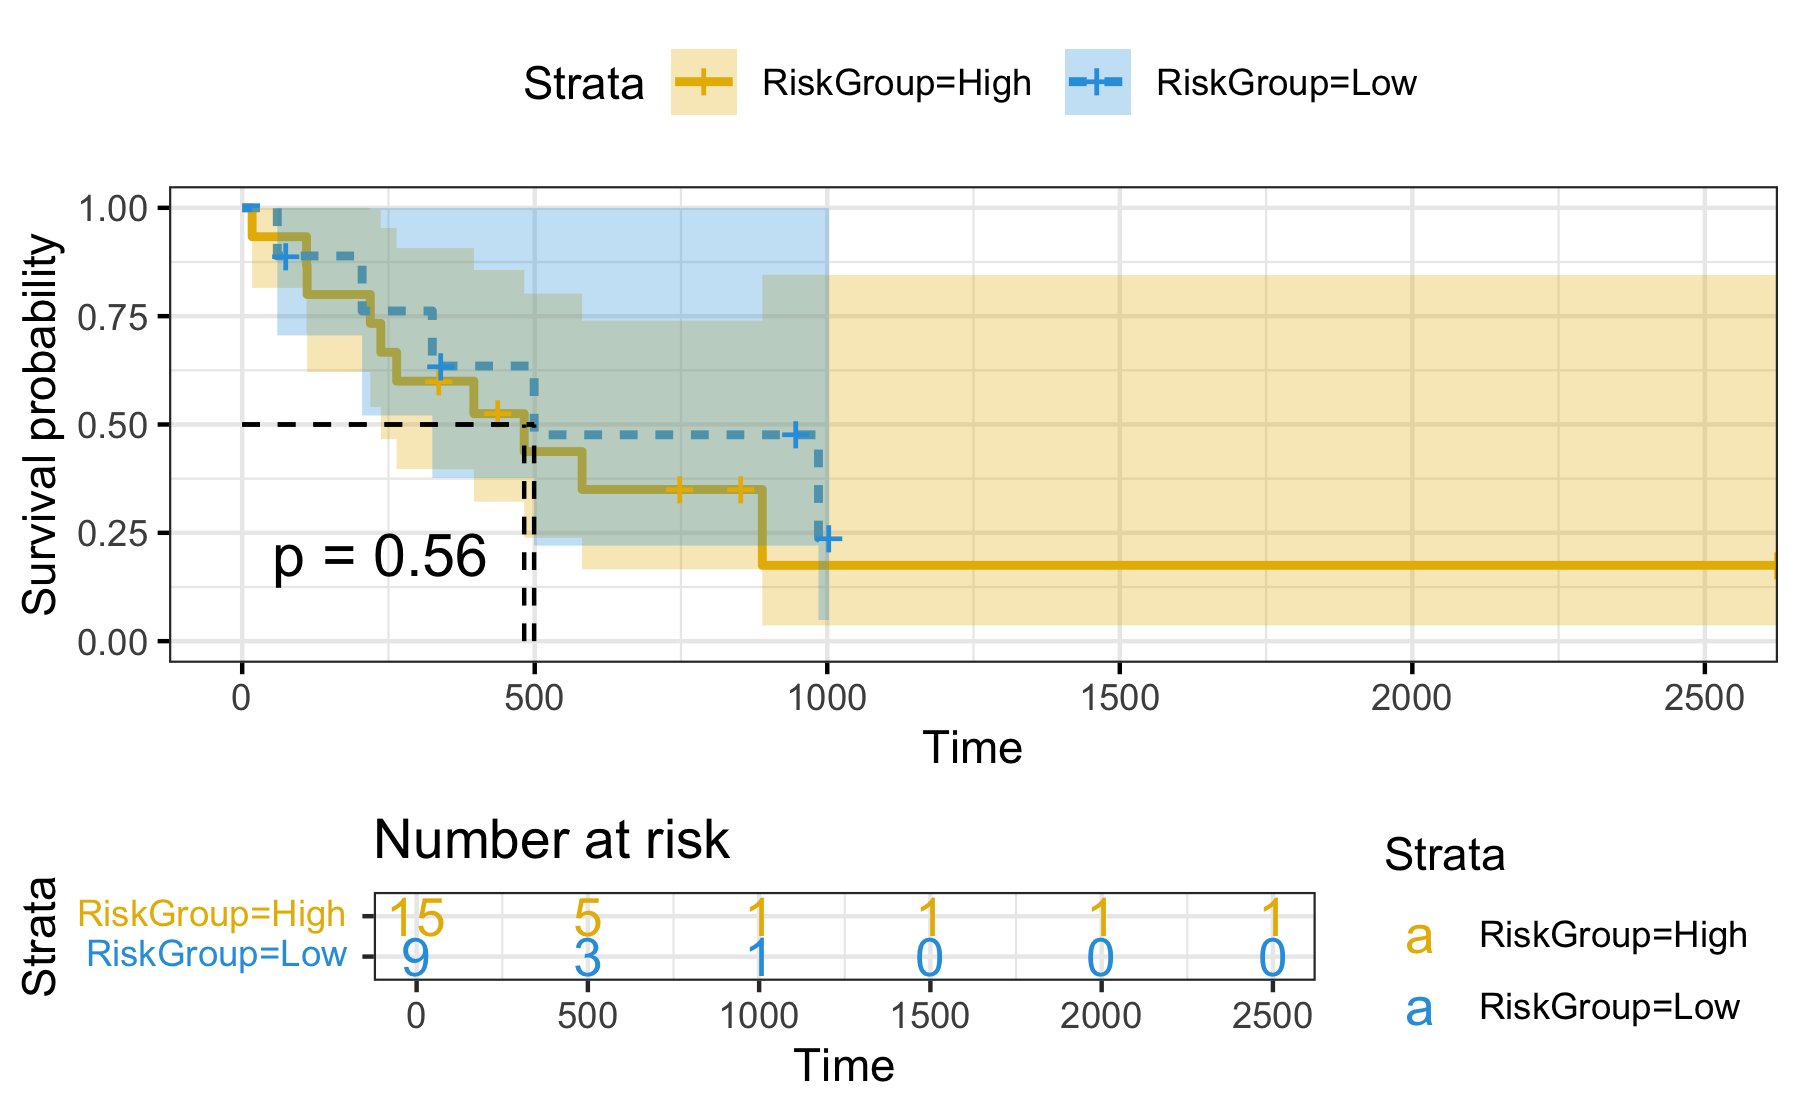 Strata RiskGroup=High RiskGroup=Low
Survival probability
1.00
0.75
0.50
0.25
0.00
p = 0.56
0 500 1000 1500 2000 2500
Time
Number at risk
Strata
RiskGroup=High 15 5 1 1 1 1
RiskGroup=Low 9 3 1 0 0 0
0 500 1000 1500 2000 2500
Time
Strata
a RiskGroup=High
a RiskGroup=Low